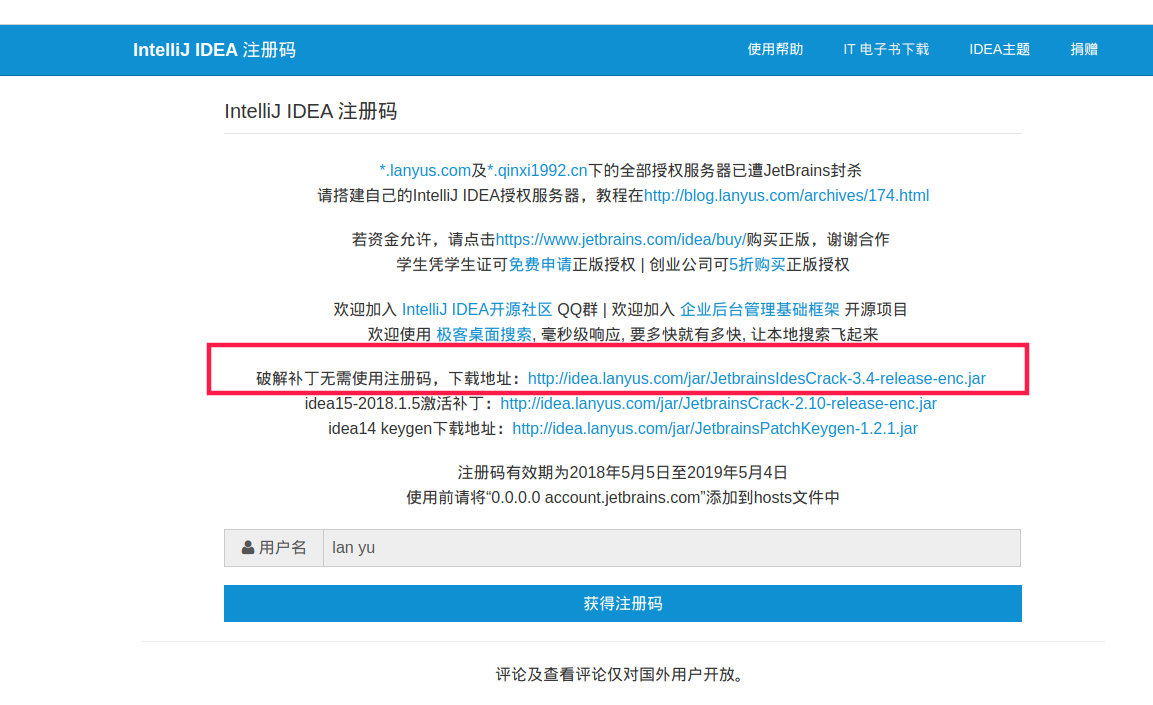 IntelliJ IDEA 注册码 使用帮助 IT 电子书下载 IDEA主题 捐赠
IntelliJ IDEA 注册码
*.lanyus.com及*.qinxi1992.cn下的全部授权服务器已遭JetBrains封杀
请搭建自己的IntelliJ IDEA授权服务器，教程在http://blog.lanyus.com/archives/174.html
若资金允许，请点击https://www.jetbrains.com/idea/buy/购买正版，谢谢合作
学生凭学生证可免费申请正版授权 | 创业公司可5折购买正版授权
欢迎加入 IntelliJ IDEA开源社区 QQ群 | 欢迎加入 企业后台管理基础框架 开源项目
欢迎使用 极客桌面搜索, 毫秒级响应, 要多快就有多快, 让本地搜索飞起来
破解补丁无需使用注册码，下载地址：http://idea.lanyus.com/jar/JetbrainsIdesCrack-3.4-release-enc.jar
idea15-2018.1.5激活补丁：http://idea.lanyus.com/jar/JetbrainsCrack-2.10-release-enc.jar
idea14 keygen下载地址：http://idea.lanyus.com/jar/JetbrainsPatchKeygen-1.2.1.jar
注册码有效期为2018年5月5日至2019年5月4日
使用前请将“0.0.0.0 account.jetbrains.com”添加到hosts文件中
用户名 lan yu
获得注册码
评论及查看评论仅对国外用户开放。